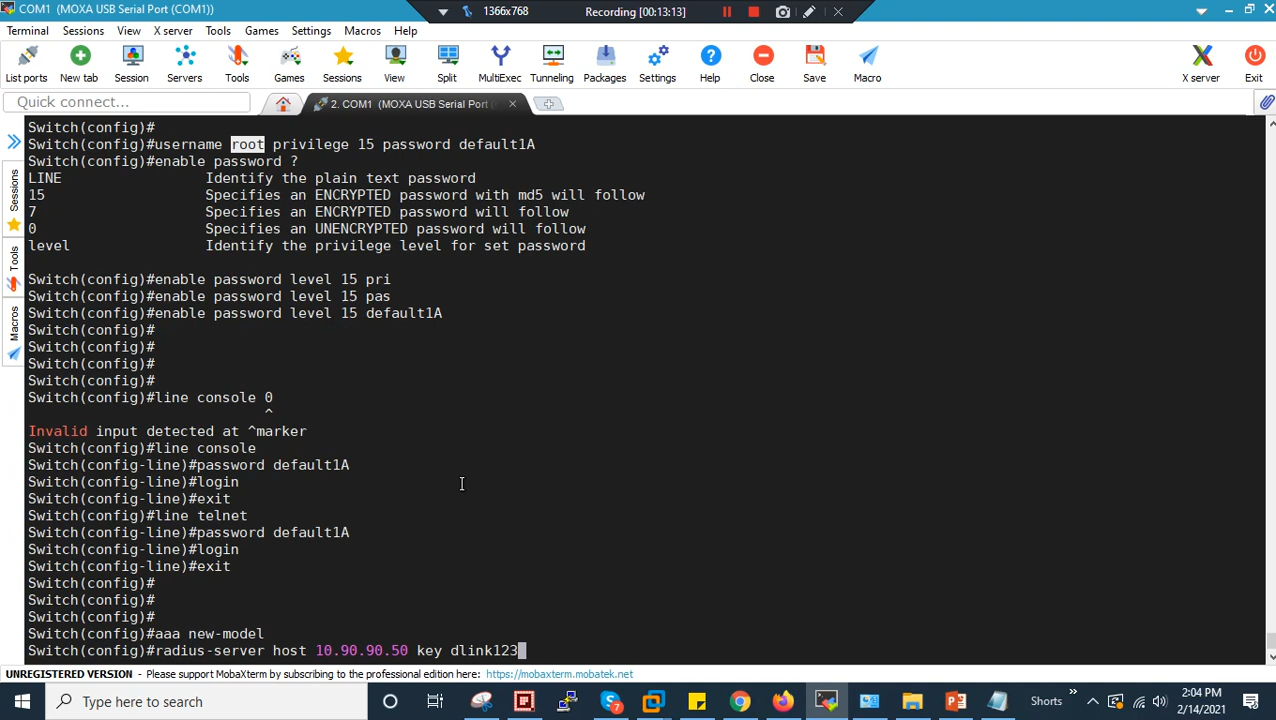 COM1 (MOXA USB Serial Port (COM1))
1366x768
Recording [00:13:13]
Terminal Sessions View X server Tools Games Settings Macros Help
List ports New tab Session Servers Tools Games Sessions View Split MultiExec Tunneling Packages Settings Help Close Save Macro X server Exit
Quick connect...
2. COM1 (MOXA USB Serial Port (
Sessions
Tools
Macros
Switch(config)#
Switch(config)#username root privilege 15 password default1A
Switch(config)#enable password ?
LINE Identify the plain text password
15 Specifies an ENCRYPTED password with md5 will follow
7 Specifies an ENCRYPTED password will follow
0 Specifies an UNENCRYPTED password will follow
level Identify the privilege level for set password
Switch(config)#enable password level 15 pri
Switch(config)#enable password level 15 pas
Switch(config)#enable password level 15 default1A
Switch(config)#
Switch(config)#
Switch(config)#
Switch(config)#
Switch(config)#line console 0
^
Invalid input detected at ^marker
Switch(config)#line console
Switch(config-line)#password default1A
Switch(config-line)#login
Switch(config-line)#exit
Switch(config)#line telnet
Switch(config-line)#password default1A
Switch(config-line)#login
Switch(config-line)#exit
Switch(config)#
Switch(config)#
Switch(config)#
Switch(config)#aaa new-model
Switch(config)#radius-server host 10.90.90.50 key dlink123
UNREGISTERED VERSION - Please support MobaXterm by subscribing to the professional edition here: https://mobaxterm.mobatek.net
Type here to search
Shorts
2:04 PM
2/14/2021